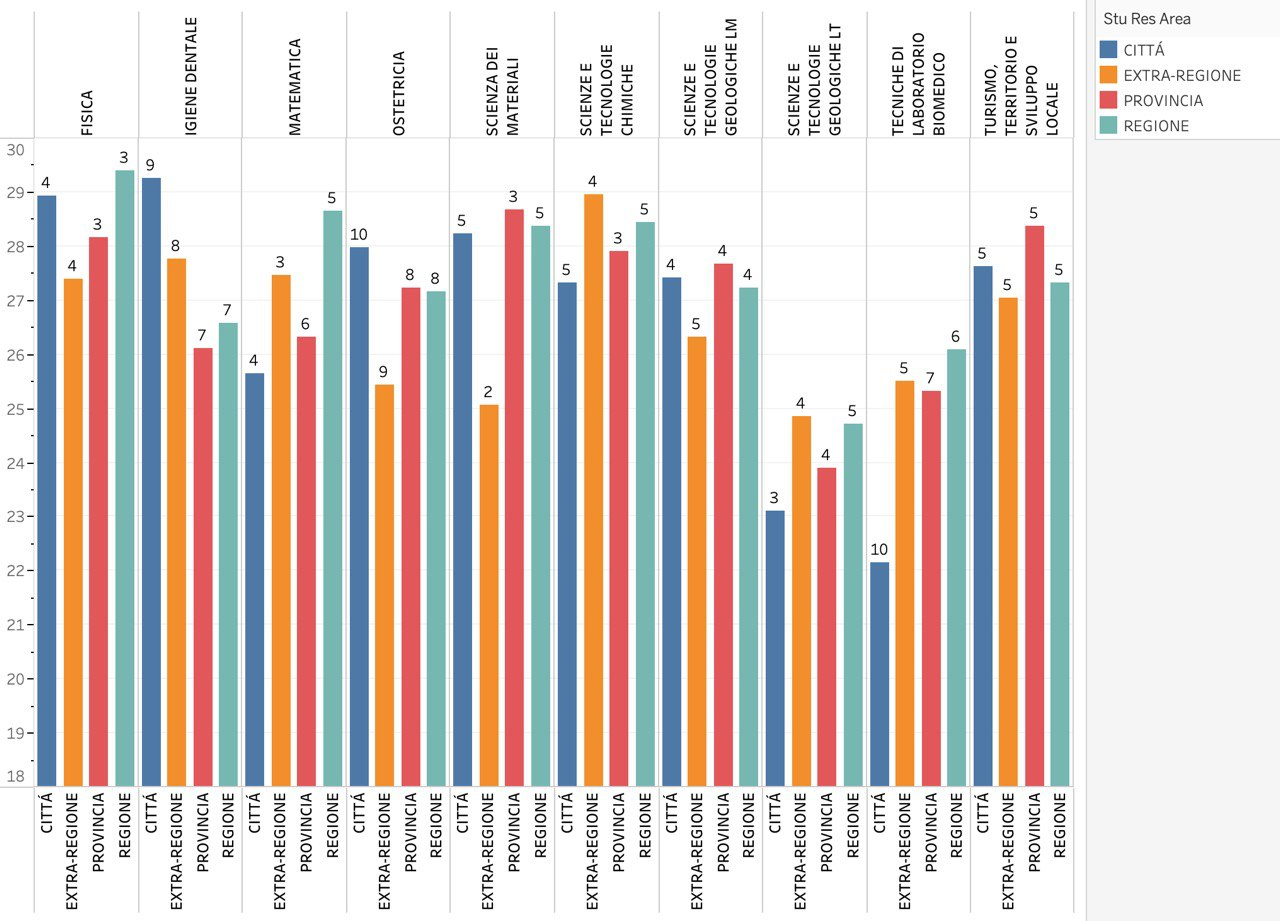 FISICA
IGIENE DENTALE
MATEMATICA
OSTETRICIA
SCIENZA DEI
MATERIALI
SCIENZE E
TECNOLOGIE
CHIMICHE
SCIENZE E
TECNOLOGIE
GEOLOGICHE LM
SCIENZE E
TECNOLOGIE
GEOLOGICHE LT
TECNICHE DI
LABORATORIO
BIOMEDICO
TURISMO,
TERRITORIO E
SVILUPPO
LOCALE
Stu Res Area
CITTÁ
EXTRA-REGIONE
PROVINCIA
REGIONE
30
29
28
27
26
25
24
23
22
21
20
19
18
4
4
3
3
9
8
7
7
4
3
6
5
10
9
8
8
5
2
3
5
5
4
3
5
4
5
4
4
3
4
4
5
10
5
7
6
5
5
5
5
CITTÁ
EXTRA-REGIONE
PROVINCIA
REGIONE
CITTÁ
EXTRA-REGIONE
PROVINCIA
REGIONE
CITTÁ
EXTRA-REGIONE
PROVINCIA
REGIONE
CITTÁ
EXTRA-REGIONE
PROVINCIA
REGIONE
CITTÁ
EXTRA-REGIONE
PROVINCIA
REGIONE
CITTÁ
EXTRA-REGIONE
PROVINCIA
REGIONE
CITTÁ
EXTRA-REGIONE
PROVINCIA
REGIONE
CITTÁ
EXTRA-REGIONE
PROVINCIA
REGIONE
CITTÁ
EXTRA-REGIONE
PROVINCIA
REGIONE
CITTÁ
EXTRA-REGIONE
PROVINCIA
REGIONE